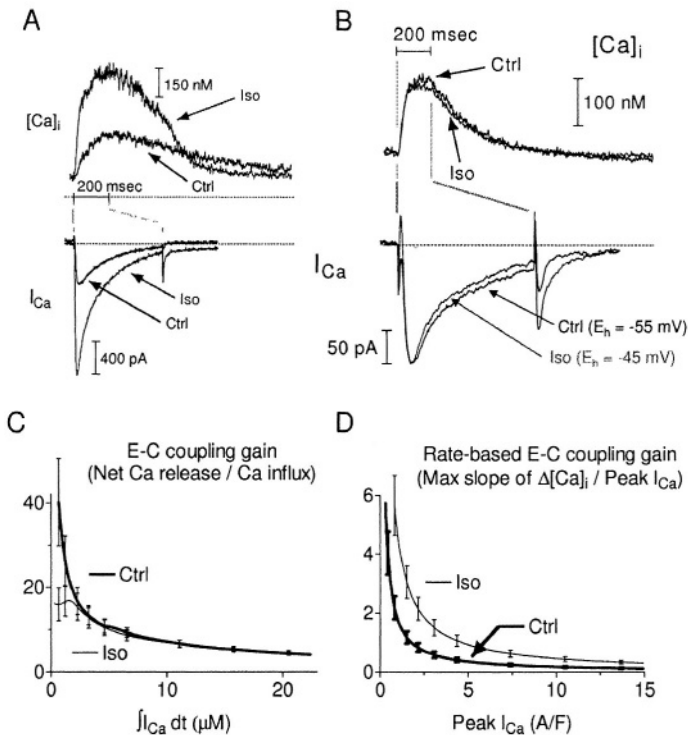 A
150 nM
Iso
[Ca]i
Ctrl
200 msec
ICa
Iso
Ctrl
400 pA
B
200 msec
[Ca]i
Ctrl
100 nM
Iso
ICa
Ctrl (Eh = -55 mV)
50 pA
Iso (Eh = -45 mV)
C
E-C coupling gain
(Net Ca release / Ca influx)
40
30
20
10
0
Ctrl
Iso
0 10 20
∫ICa dt (μM)
D
Rate-based E-C coupling gain
(Max slope of Δ[Ca]i / Peak ICa)
6
4
2
0
Iso
Ctrl
0 5 10 15
Peak ICa (A/F)